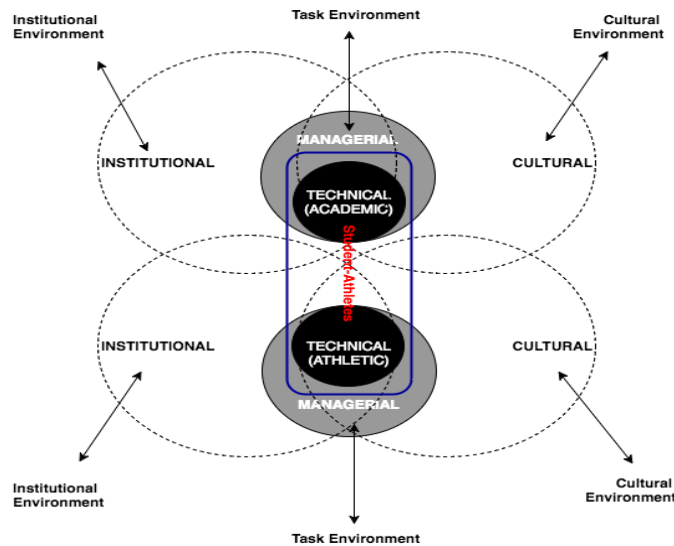 Task Environment
Institutional
Environment
Cultural
Environment
MANAGERIAL
INSTITUTIONAL
CULTURAL
TECHNICAL
(ACADEMIC)
Student-Athletes
INSTITUTIONAL
TECHNICAL
(ATHLETIC)
CULTURAL
MANAGERIAL
Institutional
Environment
Cultural
Environment
Task Environment